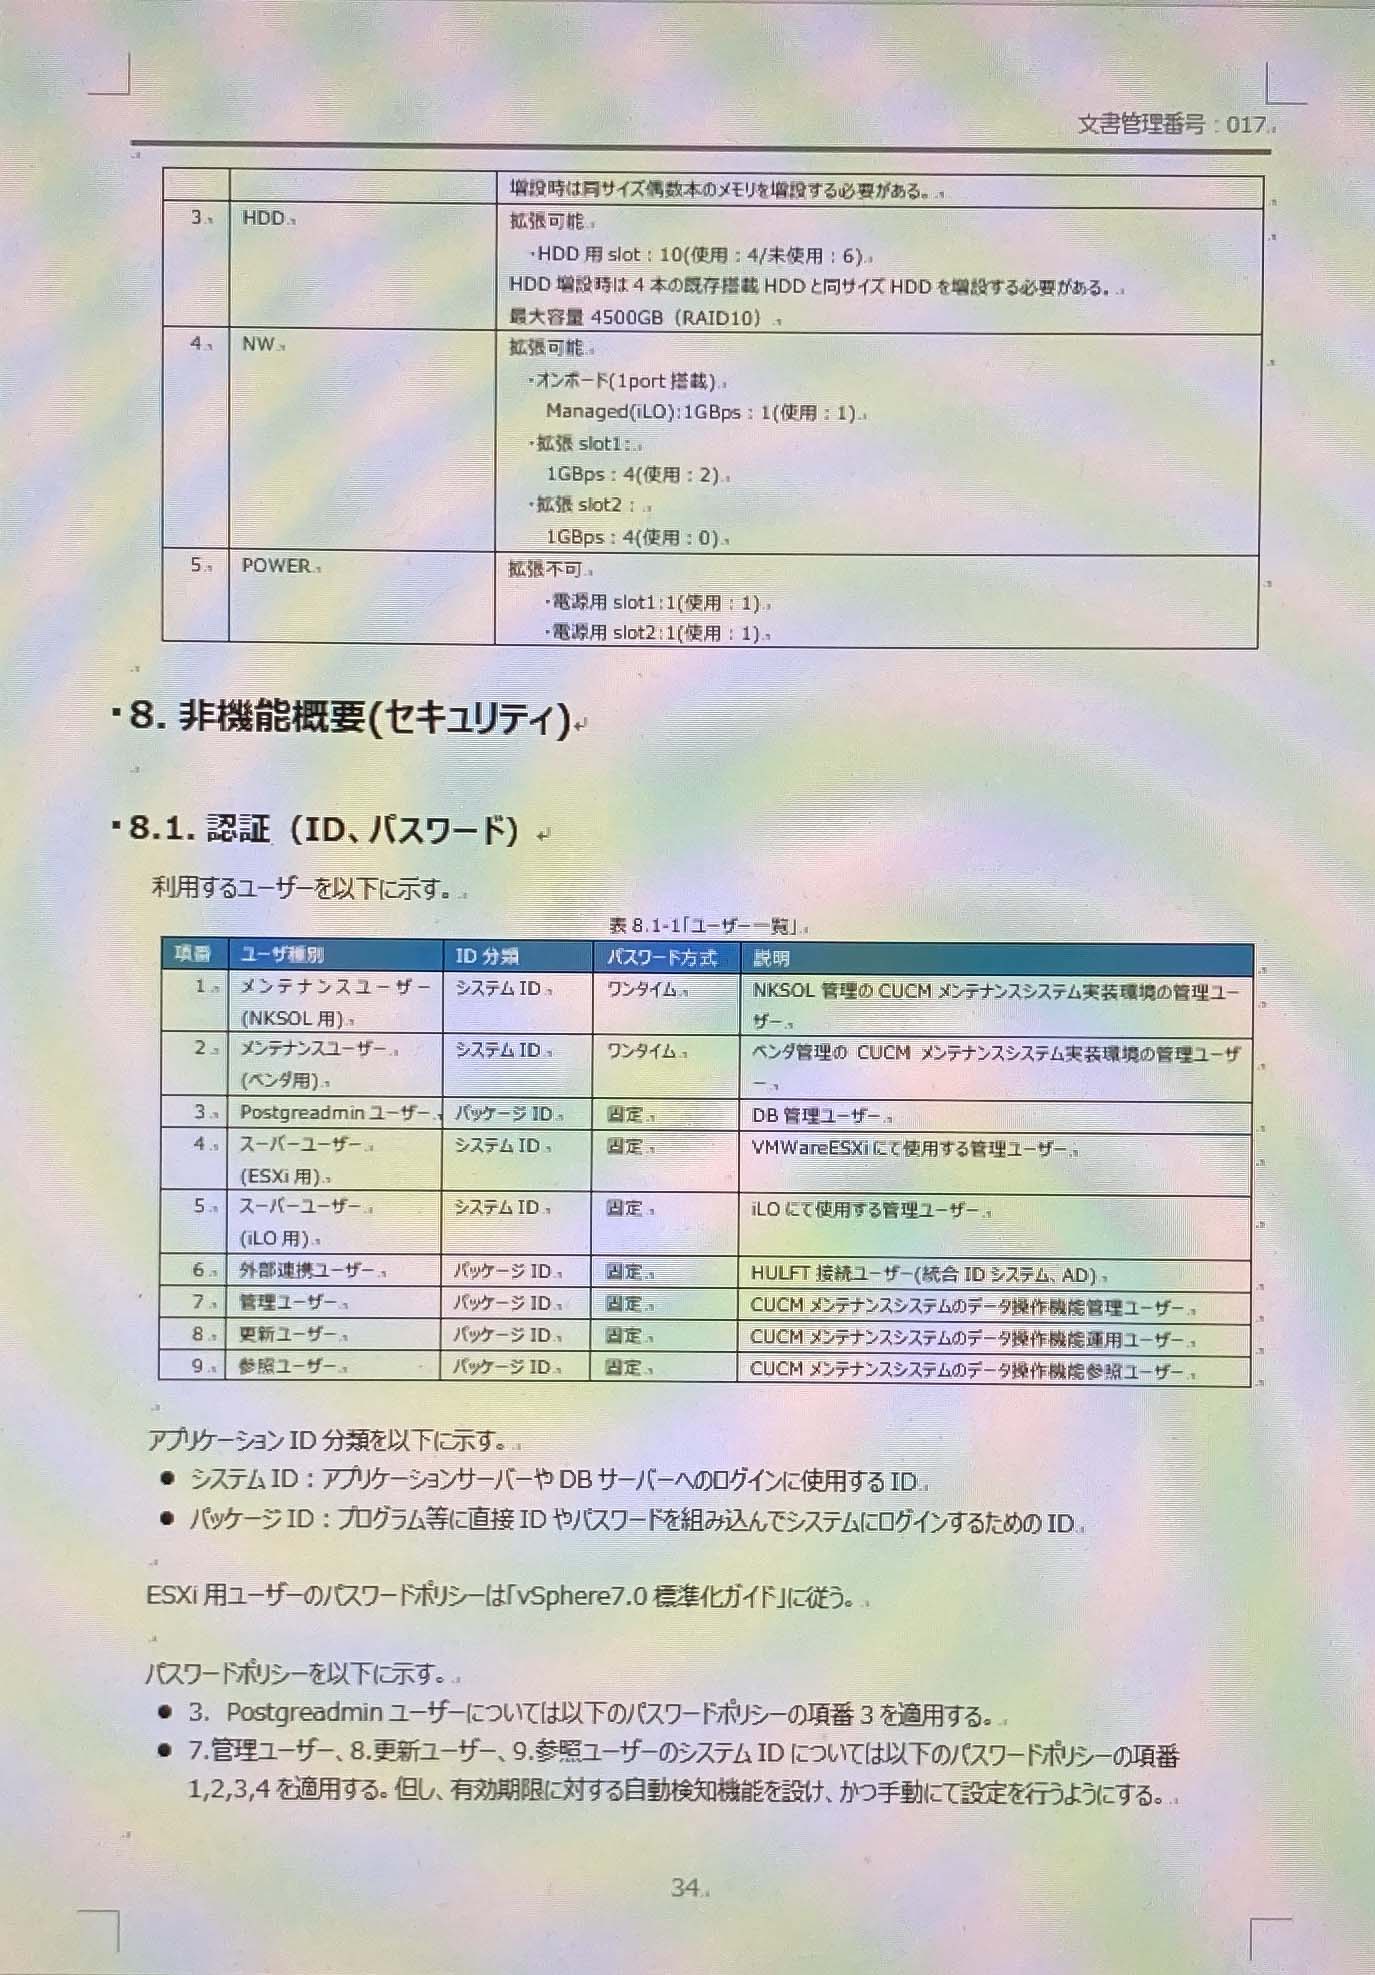 文書管理番号：017
増設時は同サイズ偶数本のメモリを増設する必要がある。
3 HDD 拡張可能
・HDD 用 slot：10(使用：4/未使用：6)
HDD 増設時は 4 本の既存搭載 HDD と同サイズ HDD を増設する必要がある。
最大容量 4500GB（RAID10）
4 NW 拡張可能
・オンボード(1port 搭載)
Managed(iLO):1GBps：1(使用：1)
・拡張 slot1:
1GBps：4(使用：2)
・拡張 slot2：
1GBps：4(使用：0)
5 POWER 拡張不可
・電源用 slot1:1(使用：1)
・電源用 slot2:1(使用：1)
8. 非機能概要(セキュリティ)
8.1. 認証（ID、パスワード）
利用するユーザーを以下に示す。
表 8.1-1「ユーザー一覧」
項番 ユーザ種別 ID 分類 パスワード方式 説明
1 メンテナンスユーザー システム ID ワンタイム NKSOL 管理の CUCM メンテナンスシステム実装環境の管理ユー
(NKSOL 用) ザー
2 メンテナンスユーザー システム ID ワンタイム ベンダ管理の CUCM メンテナンスシステム実装環境の管理ユーザ
(ベンダ用) ー
3 Postgreadmin ユーザー パッケージ ID 固定 DB 管理ユーザー
4 スーパーユーザー システム ID 固定 VMWareESXi にて使用する管理ユーザー
(ESXi 用)
5 スーパーユーザー システム ID 固定 iLO にて使用する管理ユーザー
(iLO 用)
6 外部連携ユーザー パッケージ ID 固定 HULFT 接続ユーザー(統合 ID システム、AD)
7 管理ユーザー パッケージ ID 固定 CUCM メンテナンスシステムのデータ操作機能管理ユーザー
8 更新ユーザー パッケージ ID 固定 CUCM メンテナンスシステムのデータ操作機能運用ユーザー
9 参照ユーザー パッケージ ID 固定 CUCM メンテナンスシステムのデータ操作機能参照ユーザー
アプリケーション ID 分類を以下に示す。
● システム ID：アプリケーションサーバーや DB サーバーへのログインに使用する ID
● パッケージ ID：プログラム等に直接 ID やパスワードを組み込んでシステムにログインするための ID
ESXi 用ユーザーのパスワードポリシーは「vSphere7.0 標準化ガイド」に従う。
パスワードポリシーを以下に示す。
● 3．Postgreadmin ユーザーについては以下のパスワードポリシーの項番 3 を適用する。
● 7.管理ユーザー、8.更新ユーザー、9.参照ユーザーのシステム ID については以下のパスワードポリシーの項番
1,2,3,4 を適用する。但し、有効期限に対する自動検知機能を設け、かつ手動にて設定を行うようにする。
34